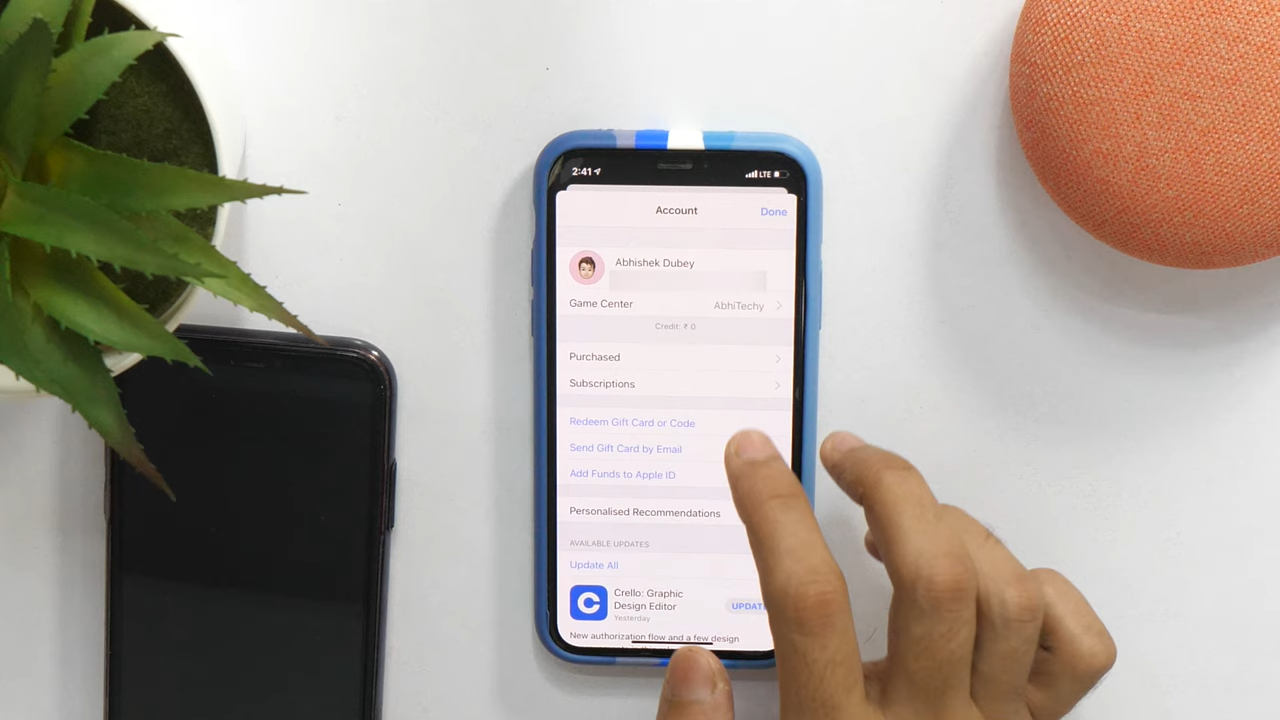 2:41
LTE
Account
Done
Abhishek Dubey
Game Center
AbhiTechy
Credit: ₹ 0
Purchased
Subscriptions
Redeem Gift Card or Code
Send Gift Card by Email
Add Funds to Apple ID
Personalised Recommendations
AVAILABLE UPDATES
Update All
Crello: Graphic
Design Editor
UPDATE
Yesterday
New authorization flow and a few design